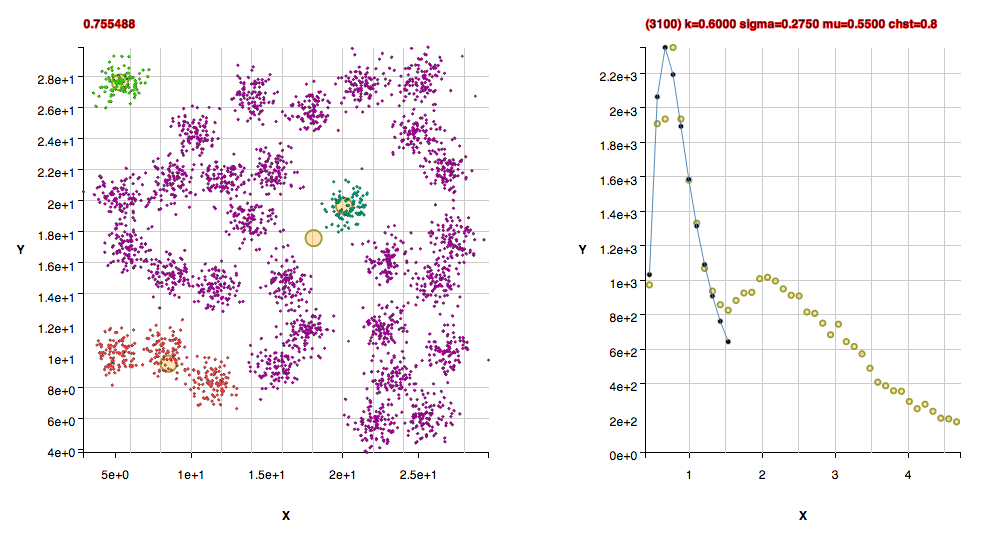 0.755488
2.8e+1
2.6e+1
2.4e+1
2.2e+1
2e+1
1.8e+1
1.6e+1
1.4e+1
1.2e+1
1e+1
8e+0
6e+0
4e+0
Y
5e+0 1e+1 1.5e+1 2e+1 2.5e+1
X
(3100) k=0.6000 sigma=0.2750 mu=0.5500 chst=0.8
2.2e+3
2e+3
1.8e+3
1.6e+3
1.4e+3
1.2e+3
1e+3
8e+2
6e+2
4e+2
2e+2
0e+0
Y
1 2 3 4
X